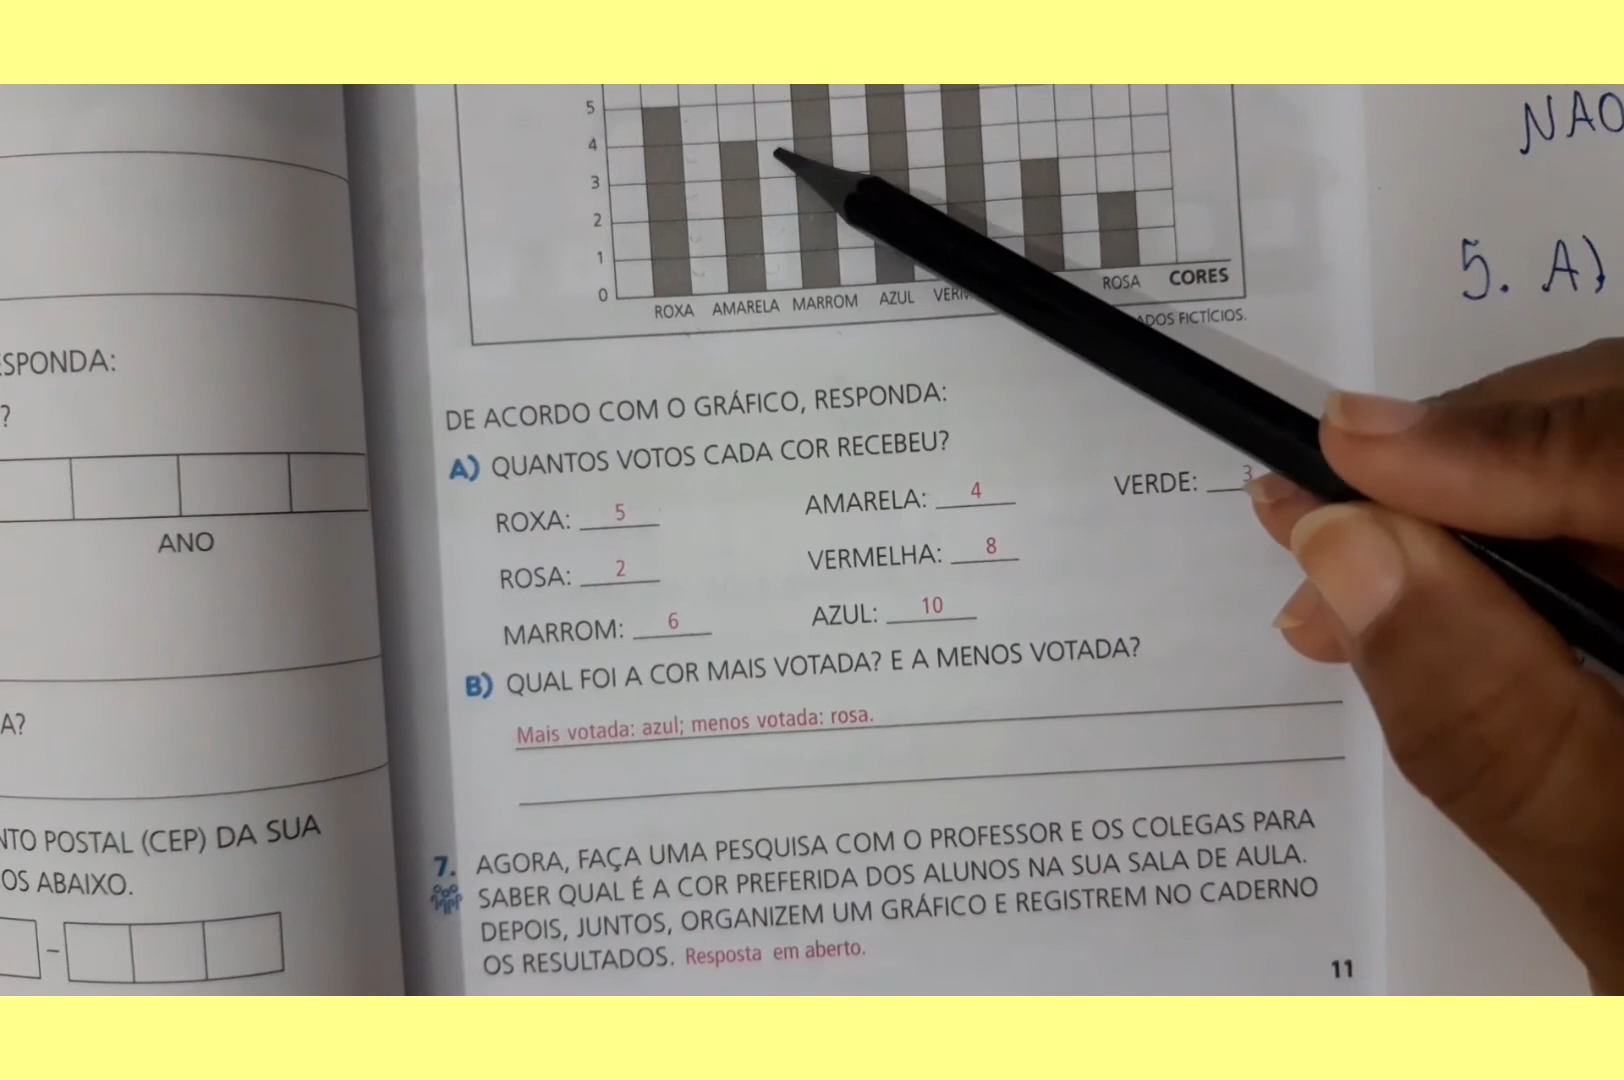 SPONDA:
?
ANO
A?
NTO POSTAL (CEP) DA SUA
OS ABAIXO.
–
5
4
3
2
1
0
ROXA AMARELA MARROM AZUL ROSA CORES
DADOS FICTÍCIOS.
DE ACORDO COM O GRÁFICO, RESPONDA:
A) QUANTOS VOTOS CADA COR RECEBEU?
ROXA: 5 AMARELA: 4 VERDE: 3
ROSA: 2 VERMELHA: 8
MARROM: 6 AZUL: 10
B) QUAL FOI A COR MAIS VOTADA? E A MENOS VOTADA?
Mais votada: azul; menos votada: rosa.
7. AGORA, FAÇA UMA PESQUISA COM O PROFESSOR E OS COLEGAS PARA
SABER QUAL É A COR PREFERIDA DOS ALUNOS NA SUA SALA DE AULA.
DEPOIS, JUNTOS, ORGANIZEM UM GRÁFICO E REGISTREM NO CADERNO
OS RESULTADOS. Resposta em aberto.
11
NAO
5. A)